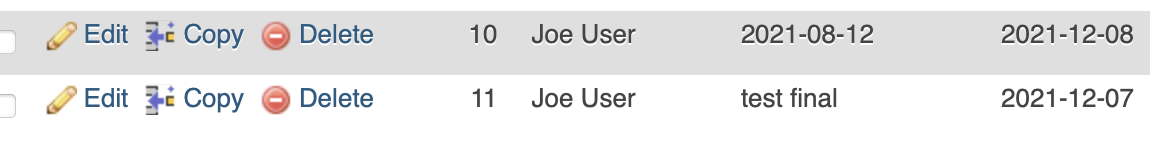 Edit Copy Delete 10 Joe User 2021-08-12 2021-12-08
Edit Copy Delete 11 Joe User test final 2021-12-07